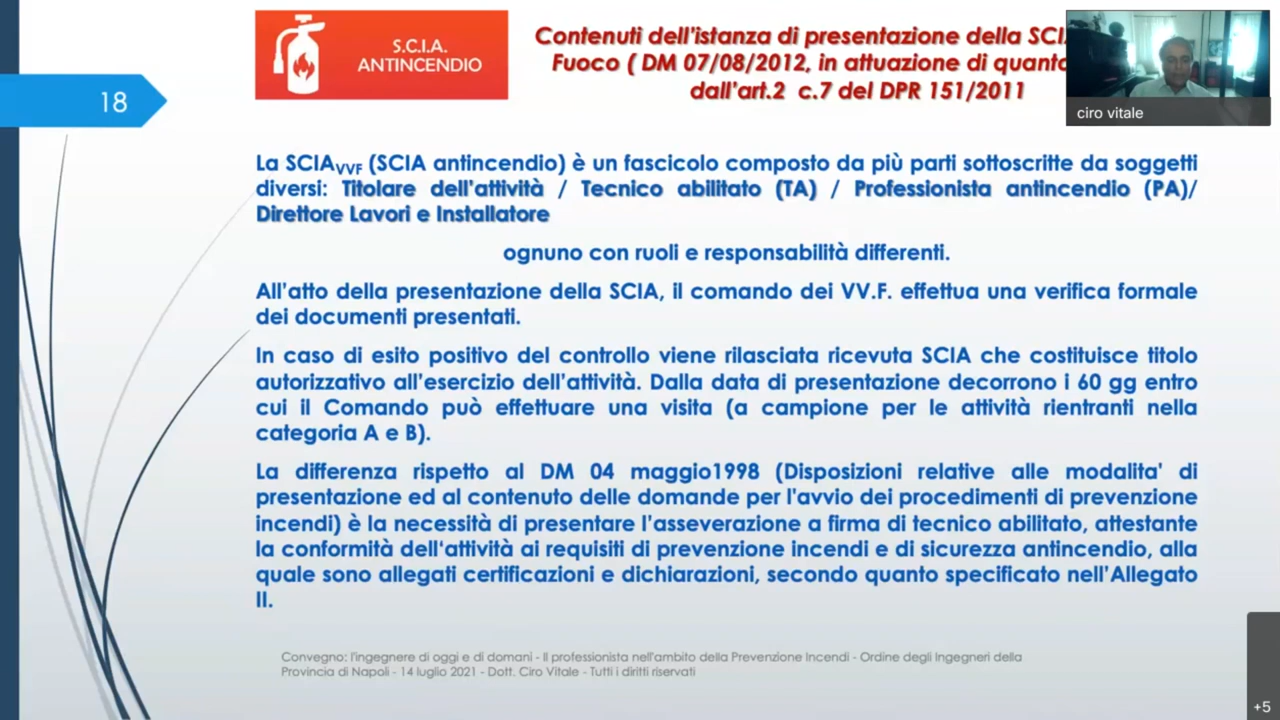 S.C.I.A.
ANTINCENDIO
Contenuti dell'istanza di presentazione della
Fuoco ( DM 07/08/2012, in attuazione di
dall'art.2 c.7 del DPR 151/2011
ciro vitale
18
La SCIAVVF (SCIA antincendio) è un fascicolo composto da più parti sottoscritte da soggetti
diversi: Titolare dell'attività / Tecnico abilitato (TA) / Professionista antincendio (PA)/
Direttore Lavori e Installatore
ognuno con ruoli e responsabilità differenti.
All'atto della presentazione della SCIA, il comando dei VV.F. effettua una verifica formale
dei documenti presentati.
In caso di esito positivo del controllo viene rilasciata ricevuta SCIA che costituisce titolo
autorizzativo all'esercizio dell'attività. Dalla data di presentazione decorrono i 60 gg entro
cui il Comando può effettuare una visita (a campione per le attività rientranti nella
categoria A e B).
La differenza rispetto al DM 04 maggio1998 (Disposizioni relative alle modalita' di
presentazione ed al contenuto delle domande per l'avvio dei procedimenti di prevenzione
incendi) è la necessità di presentare l'asseverazione a firma di tecnico abilitato, attestante
la conformità dell'attività ai requisiti di prevenzione incendi e di sicurezza antincendio, alla
quale sono allegati certificazioni e dichiarazioni, secondo quanto specificato nell'Allegato
II.
Convegno: l'ingegnere di oggi e di domani - Il professionista nell'ambito della Prevenzione Incendi - Ordine degli Ingegneri della
Provincia di Napoli - 14 luglio 2021 - Dott. Ciro Vitale - Tutti i diritti riservati
+5